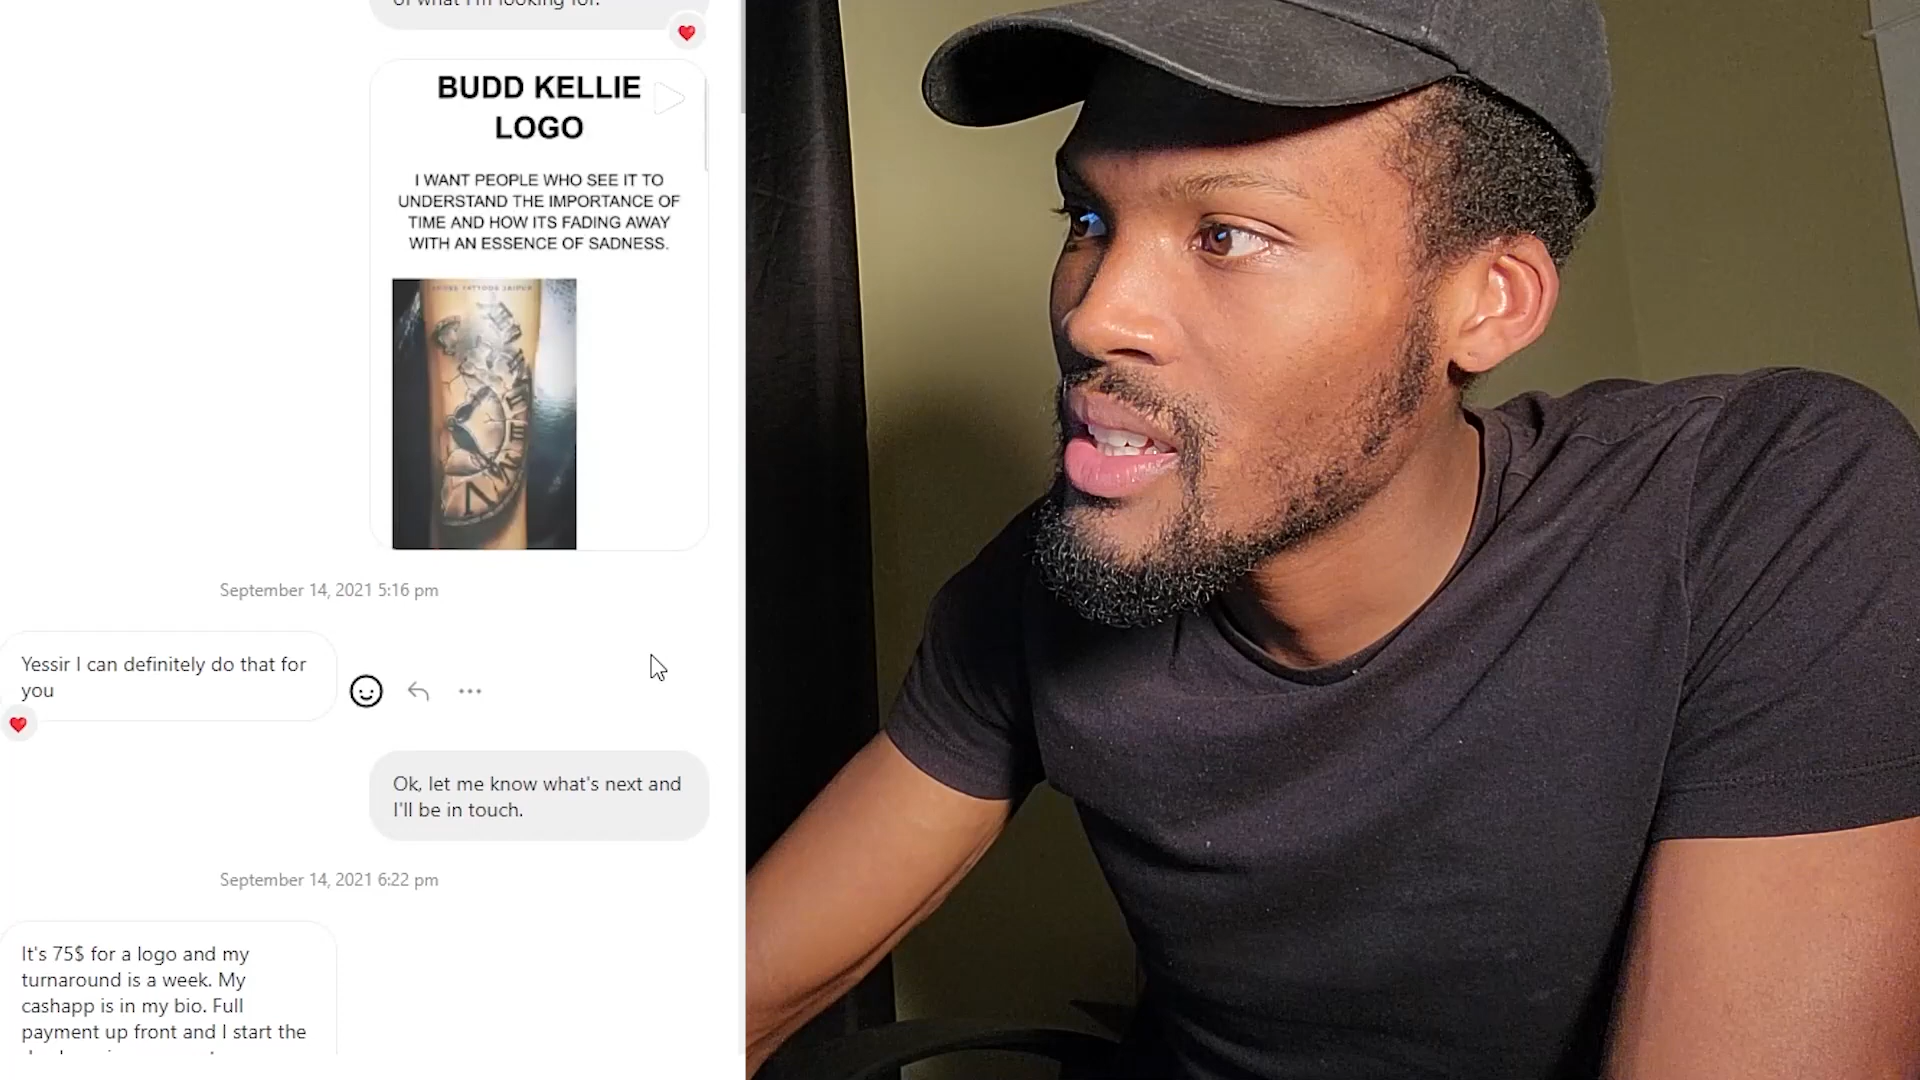 of what I'm looking for.
BUDD KELLIE
LOGO
I WANT PEOPLE WHO SEE IT TO
UNDERSTAND THE IMPORTANCE OF
TIME AND HOW ITS FADING AWAY
WITH AN ESSENCE OF SADNESS.
September 14, 2021 5:16 pm
Yessir I can definitely do that for
you
Ok, let me know what's next and
I'll be in touch.
September 14, 2021 6:22 pm
It's 75$ for a logo and my
turnaround is a week. My
cashapp is in my bio. Full
payment up front and I start the